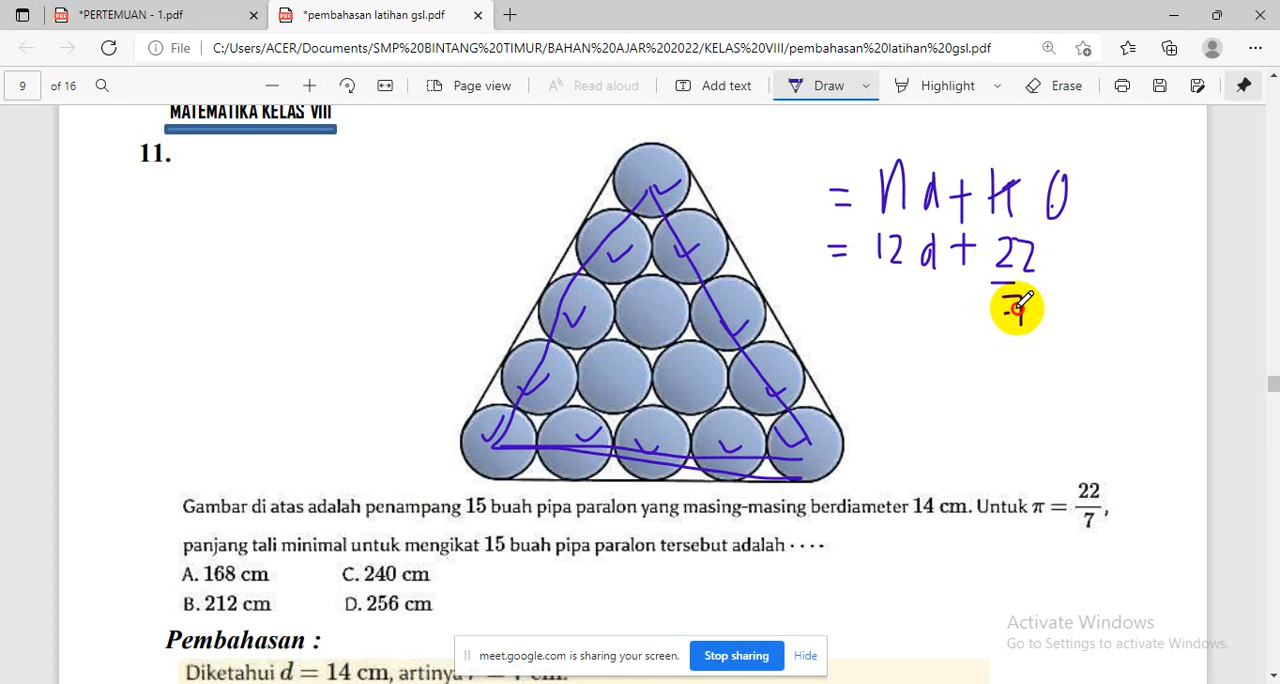 *PERTEMUAN - 1.pdf
*pembahasan latihan gsl.pdf
File
C:/Users/ACER/Documents/SMP%20BINTANG%20TIMUR/BAHAN%20AJAR%202022/KELAS%20VIII/pembahasan%20latihan%20gsl.pdf
9 of 16
Page view
Read aloud
Add text
Draw
Highlight
Erase
MATEMATIKA KELAS VIII
11.
= n d + π d
= 12 d + 22
7
Gambar di atas adalah penampang 15 buah pipa paralon yang masing-masing berdiameter 14 cm. Untuk π = 22/7,
panjang tali minimal untuk mengikat 15 buah pipa paralon tersebut adalah ····
A. 168 cm C. 240 cm
B. 212 cm D. 256 cm
Pembahasan :
Diketahui d = 14 cm, artinya r = 7 cm.
meet.google.com is sharing your screen.
Stop sharing
Hide
Activate Windows
Go to Settings to activate Windows.